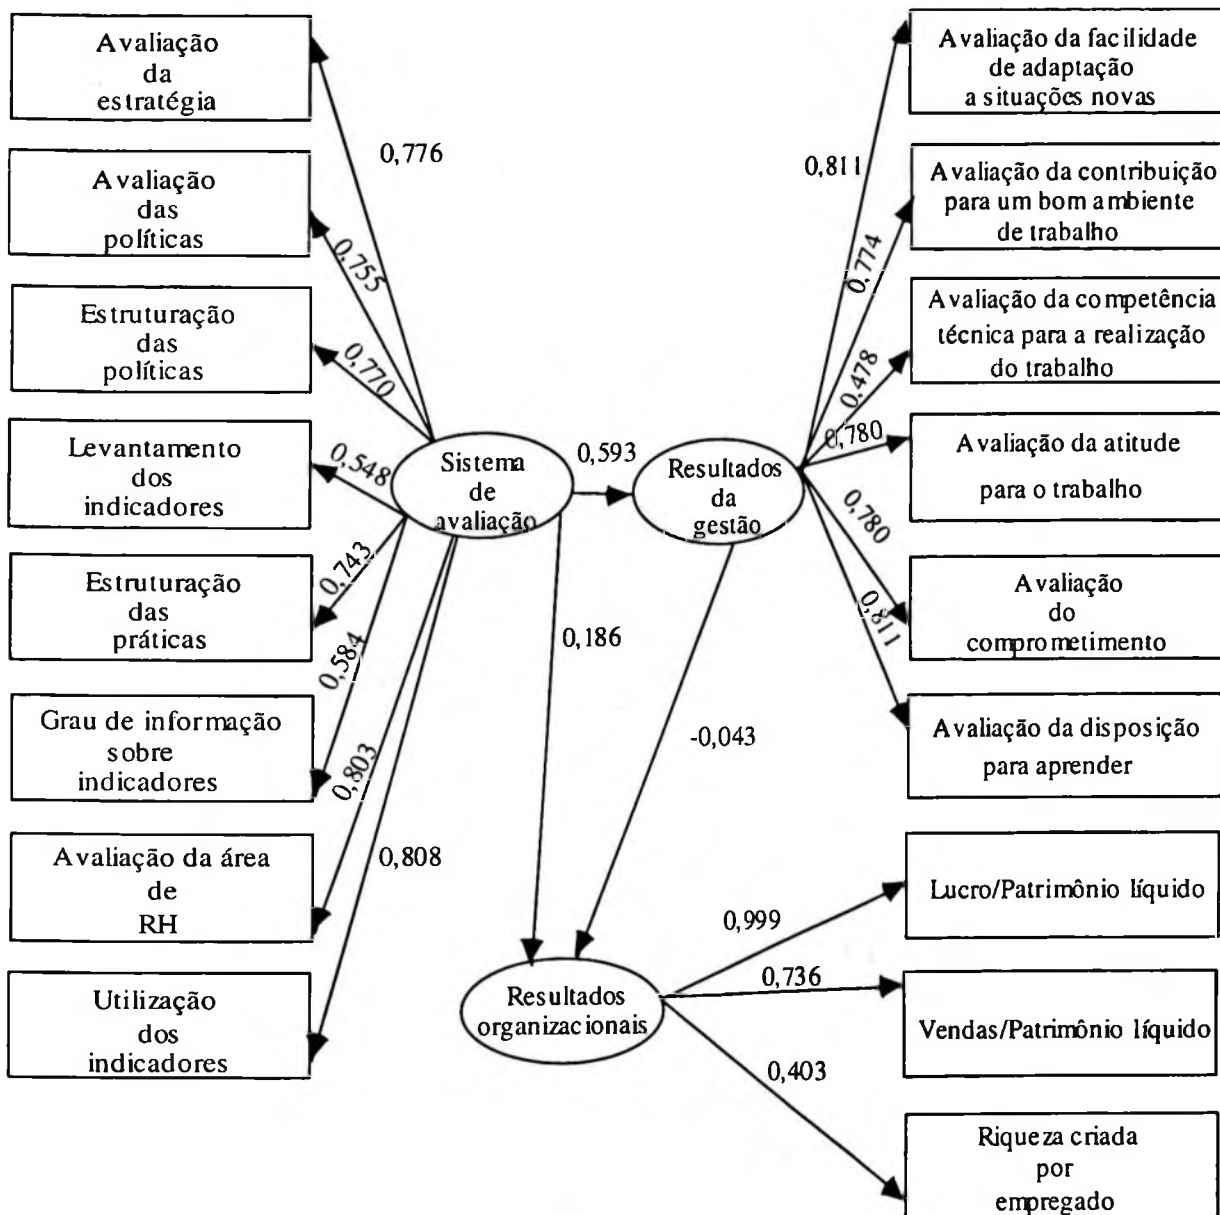 Avaliação
da
estratégia
0,776
Avaliação
das
políticas
0,755
Estruturação
das
políticas
0,770
Levantamento
dos
indicadores
0,548
Estruturação
das
práticas
0,743
Grau de informação
sobre
indicadores
0,584
Avaliação da área
de
RH
0,803
Utilização
dos
indicadores
0,808
Sistema
de
avaliação
0,593
Resultados
da
gestão
0,186
-0,043
Resultados
organizacionais
0,811
Avaliação da facilidade
de adaptação
a situações novas
0,774
Avaliação da contribuição
para um bom ambiente
de trabalho
0,478
Avaliação da competência
técnica para a realização
do trabalho
0,780
Avaliação da atitude
para o trabalho
0,780
Avaliação
do
comprometimento
0,811
Avaliação da disposição
para aprender
0,999
Lucro/Patrimônio líquido
0,736
Vendas/Patrimônio líquido
0,403
Riqueza criada
por
empregado